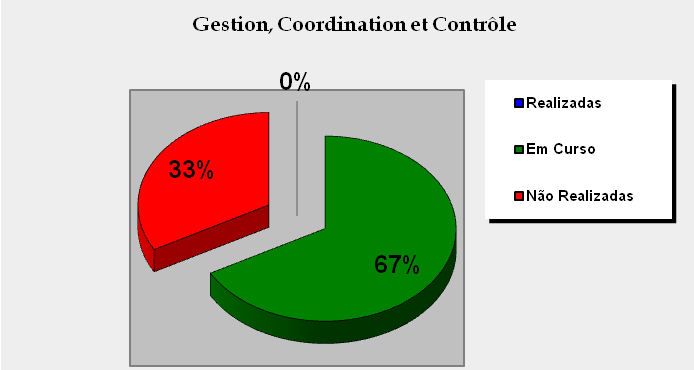 Gestion, Coordination et Contrôle
0%
33%
67%
Realizadas
Em Curso
Não Realizadas